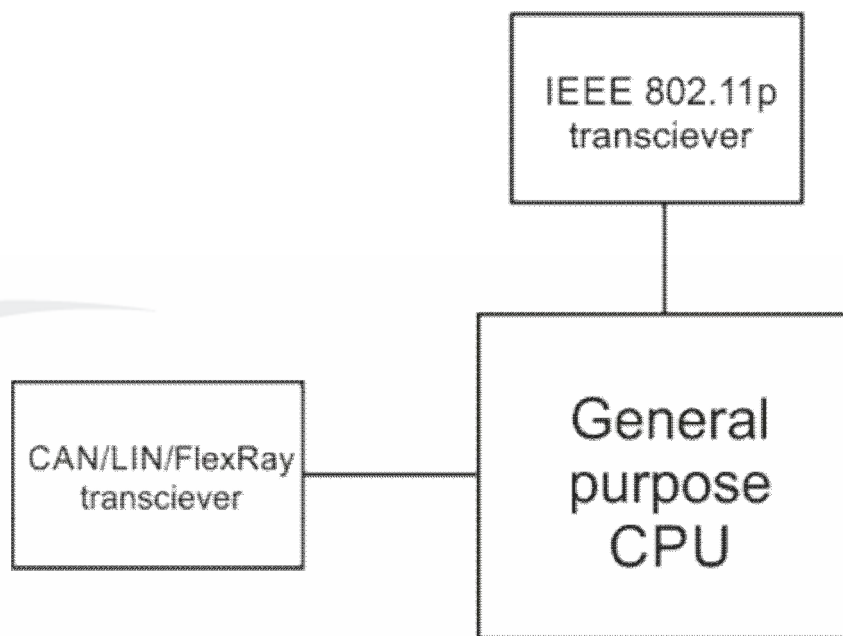 IEEE 802.11p
transciever
CAN/LIN/FlexRay
transciever
General
purpose
CPU